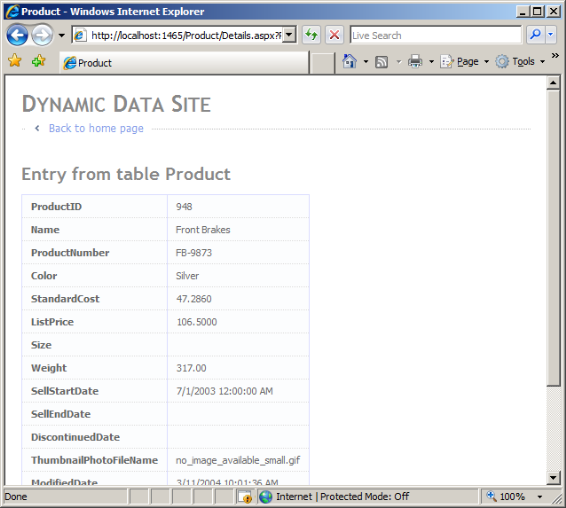 Product - Windows Internet Explorer
http://localhost:1465/Product/Details.aspx?
Live Search
Product
Page
Tools
»
DYNAMIC DATA SITE
‹ Back to home page
Entry from table Product
ProductID 948
Name Front Brakes
ProductNumber FB-9873
Color Silver
StandardCost 47.2860
ListPrice 106.5000
Size
Weight 317.00
SellStartDate 7/1/2003 12:00:00 AM
SellEndDate
DiscontinuedDate
ThumbnailPhotoFileName no_image_available_small.gif
ModifiedDate 3/11/2004 10:01:36 AM
Done
Internet | Protected Mode: Off
100%